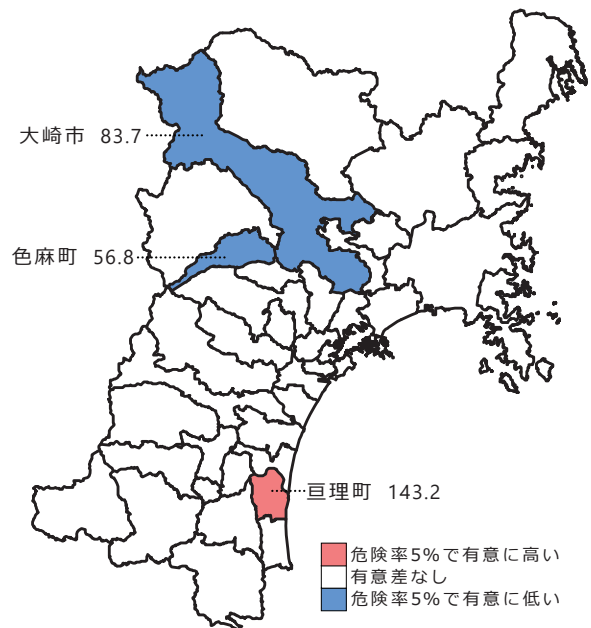 大崎市 83.7
色麻町 56.8
亘理町 143.2
危険率5%で有意に高い
有意差なし
危険率5%で有意に低い